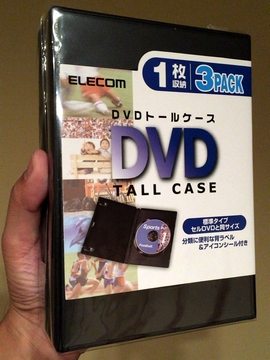 ELECOM
1枚収納 3PACK
DVDトールケース
DVD
TALL CASE
Sports
Football
標準タイプ
セルDVDと同サイズ
分類に便利な背ラベル
&アイコンシール付き